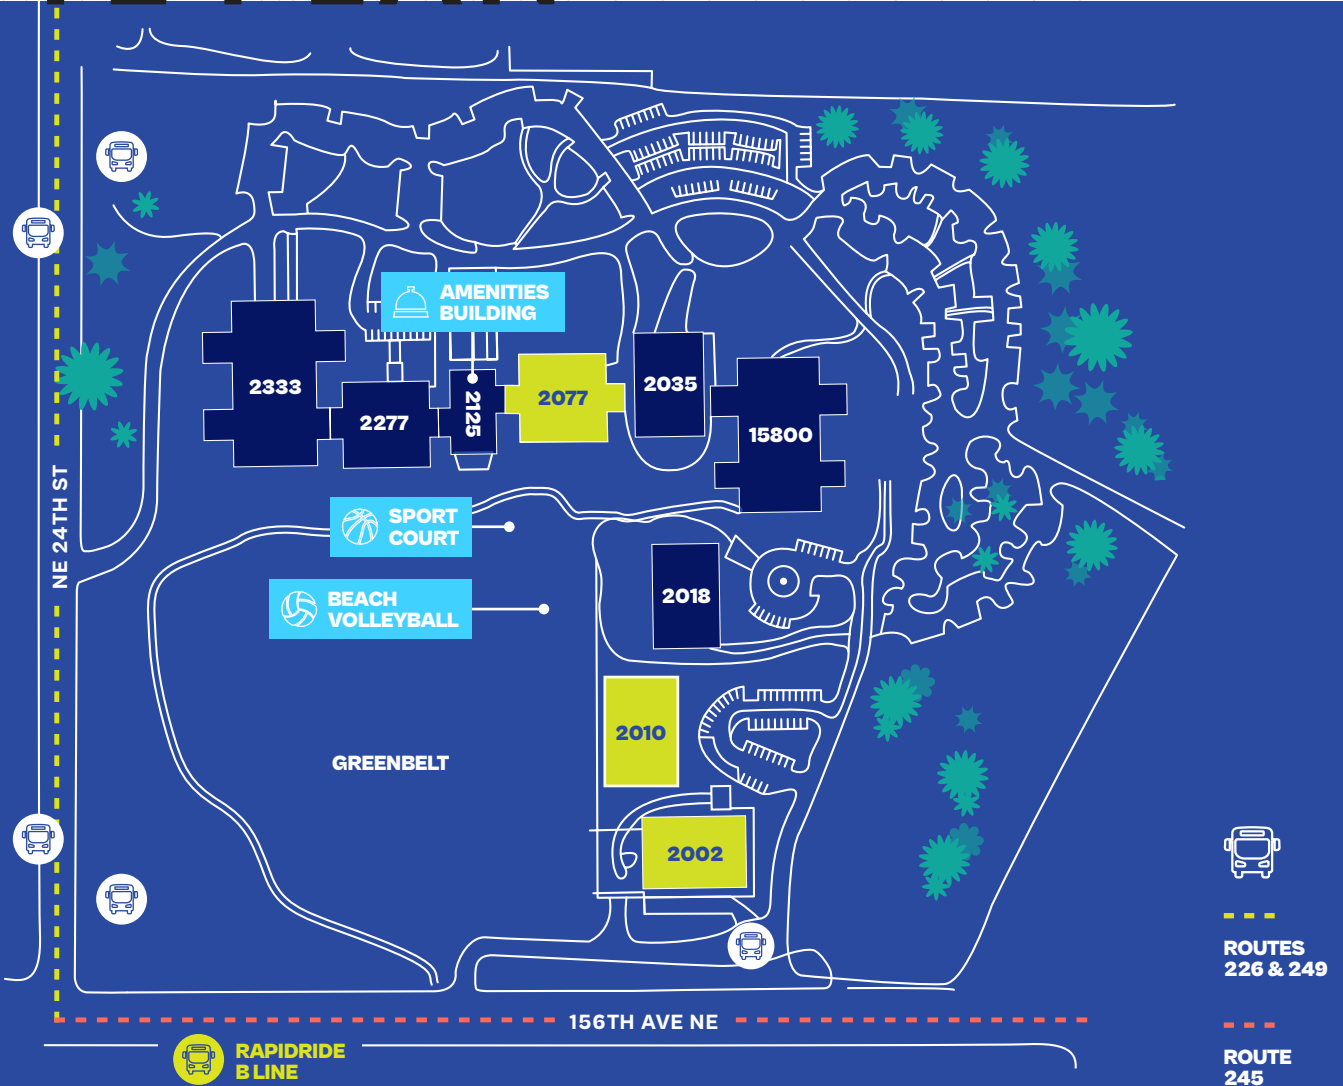 AMENITIES
BUILDING
2333
2277
2125
2077
2035
15800
NE 24TH ST
SPORT
COURT
BEACH
VOLLEYBALL
2018
2010
GREENBELT
2002
ROUTES
226 & 249
156TH AVE NE
RAPIDRIDE
B LINE
ROUTE
245